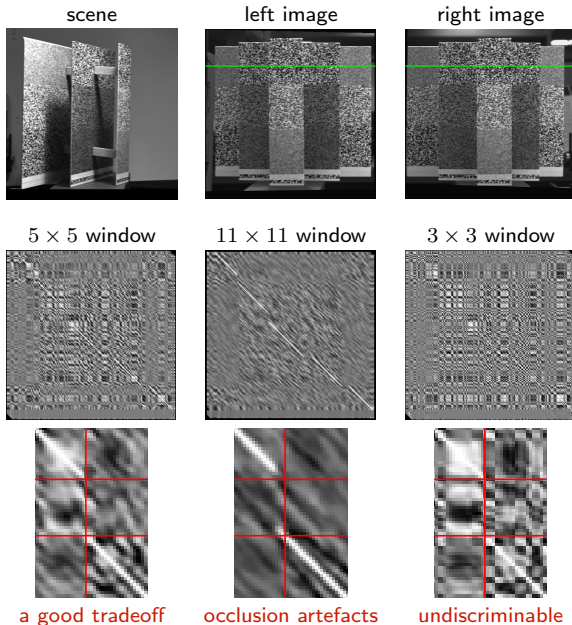 scene left image right image
5 × 5 window 11 × 11 window 3 × 3 window
a good tradeoff occlusion artefacts undiscriminable